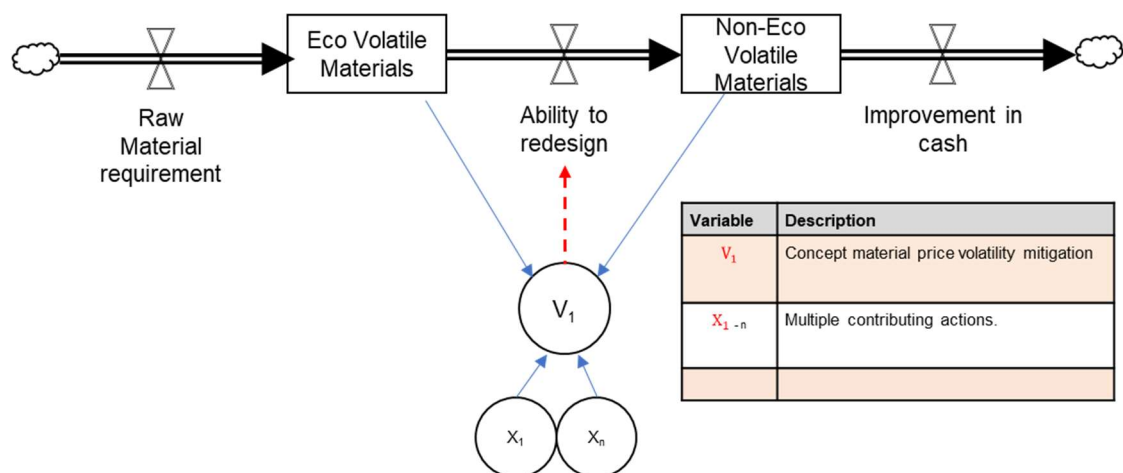 Eco Volatile
Materials
Non-Eco
Volatile
Materials
Raw
Material
requirement
Ability to
redesign
Improvement in
cash
Variable Description
V₁ Concept material price volatility mitigation
X₁ -n Multiple contributing actions.
V₁
X₁ Xₙ